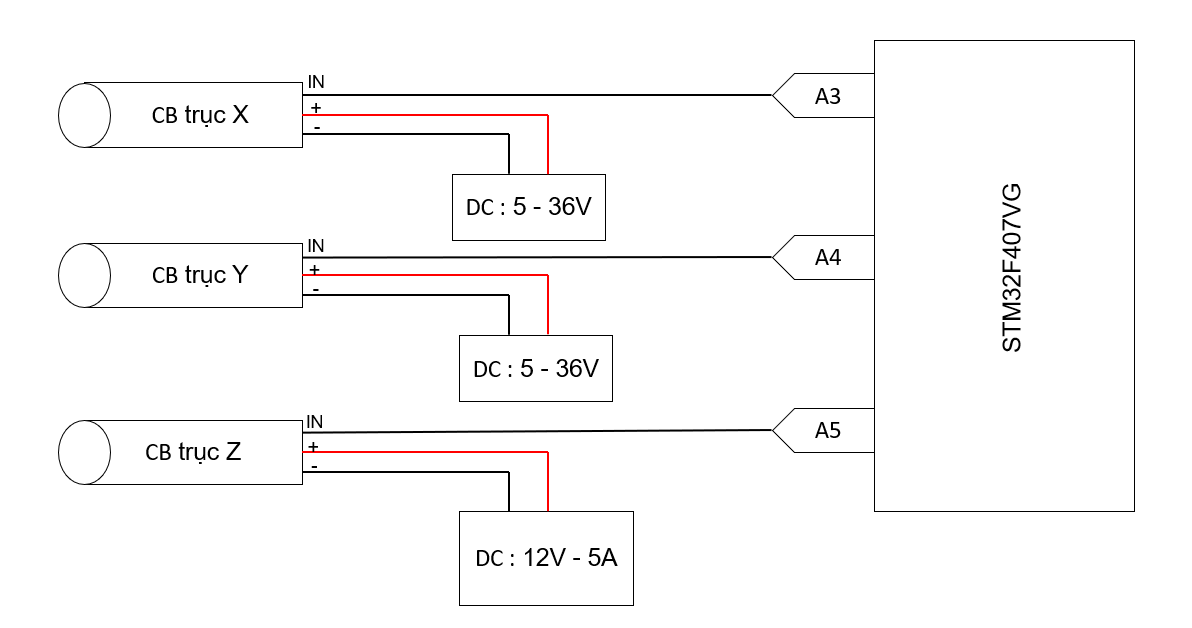 IN
CB trục X
+
-
A3
DC : 5 - 36V
IN
CB trục Y
+
-
A4
DC : 5 - 36V
IN
CB trục Z
+
-
A5
DC : 12V - 5A
STM32F407VG